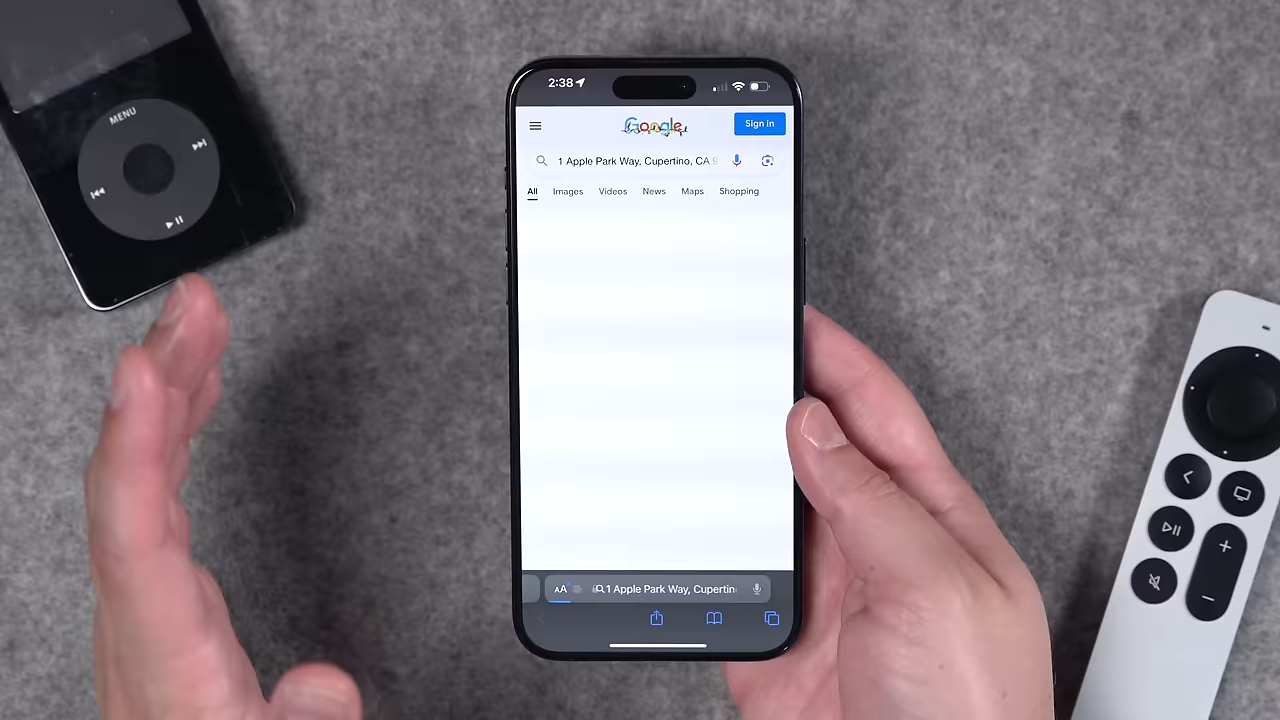 MENU
2:38
Google
Sign in
1 Apple Park Way, Cupertino, CA 9
All Images Videos News Maps Shopping
AA 1 Apple Park Way, Cupertin